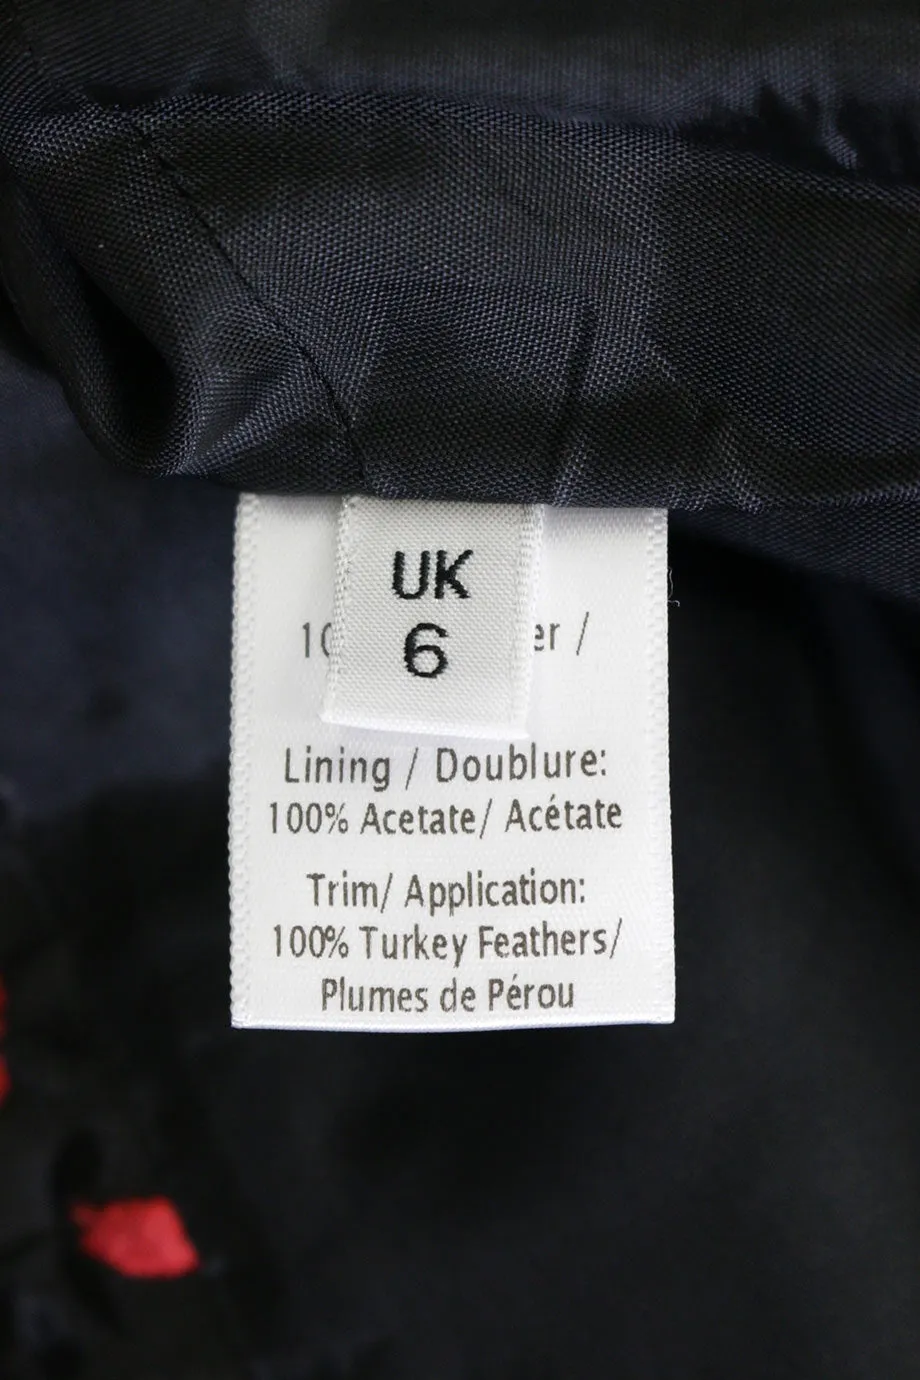 UK
6
Lining / Doublure:
100% Acetate/ Acétate
Trim/ Application:
100% Turkey Feathers/
Plumes de Pérou